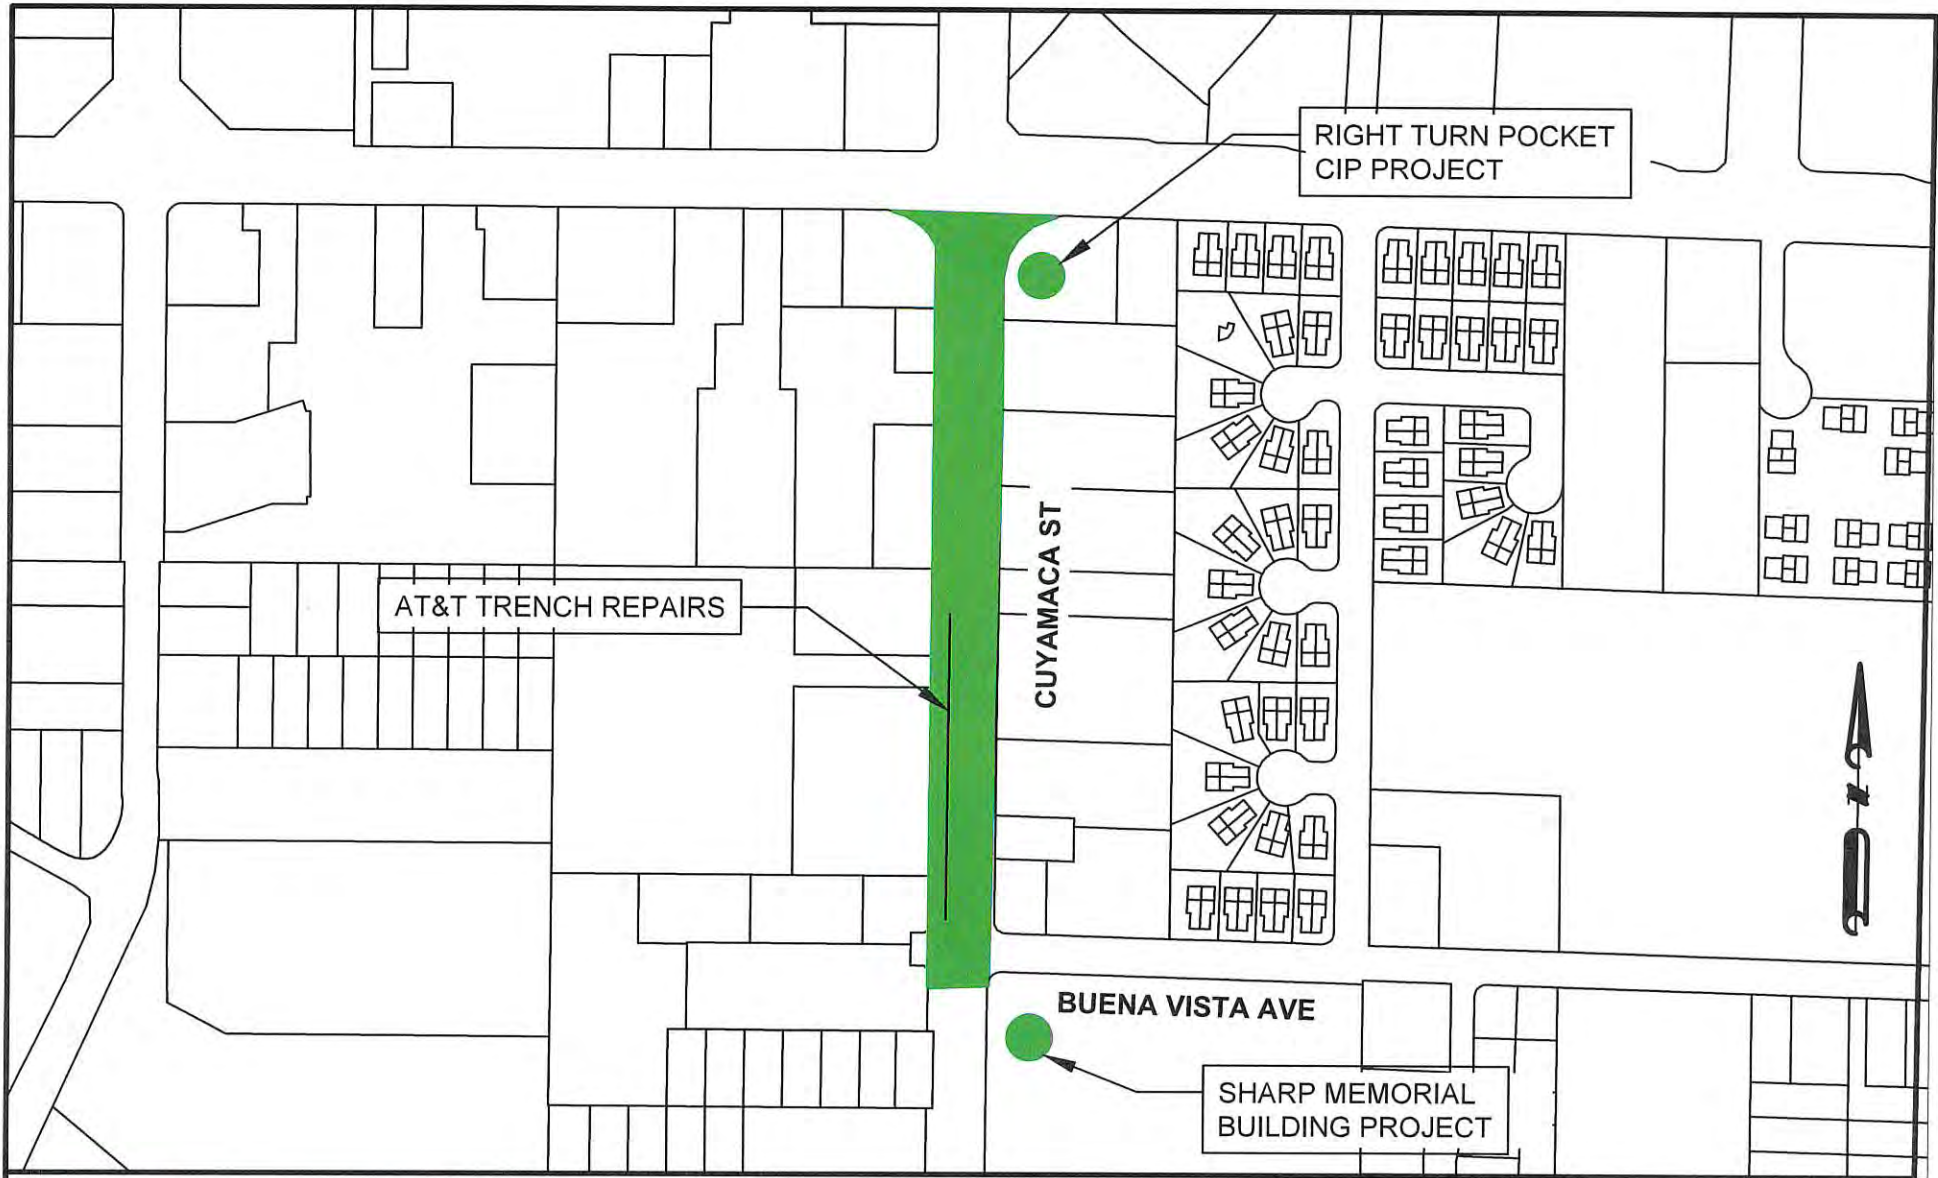 RIGHT TURN POCKET
CIP PROJECT
CUYAMACA ST
AT&T TRENCH REPAIRS
BUENA VISTA AVE
SHARP MEMORIAL
BUILDING PROJECT